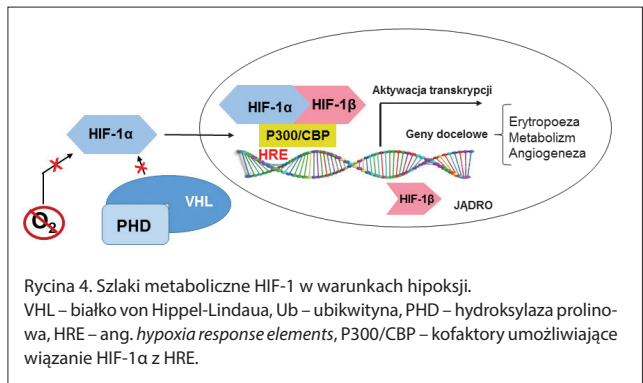 Aktywacja transkrypcji
HIF-1α HIF-1β
HIF-1α
P300/CBP
Geny docelowe
Erytropoeza
Metabolizm
Angiogeneza
HRE
VHL
PHD
O₂
HIF-1β
JĄDRO
Rycina 4. Szlaki metaboliczne HIF-1 w warunkach hipoksji.
VHL – białko von Hippel-Lindaua, Ub – ubikwityna, PHD – hydroksylaza prolino-
wa, HRE – ang. hypoxia response elements, P300/CBP – kofaktory umożliwiające
wiązanie HIF-1α z HRE.